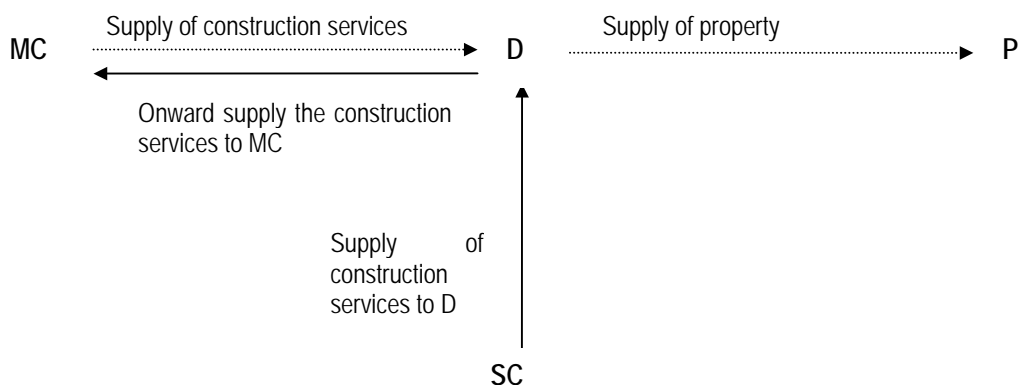 Supply of construction services
Supply of property
MC
D
P
Onward supply the construction
services to MC
Supply of
construction
services to D
SC